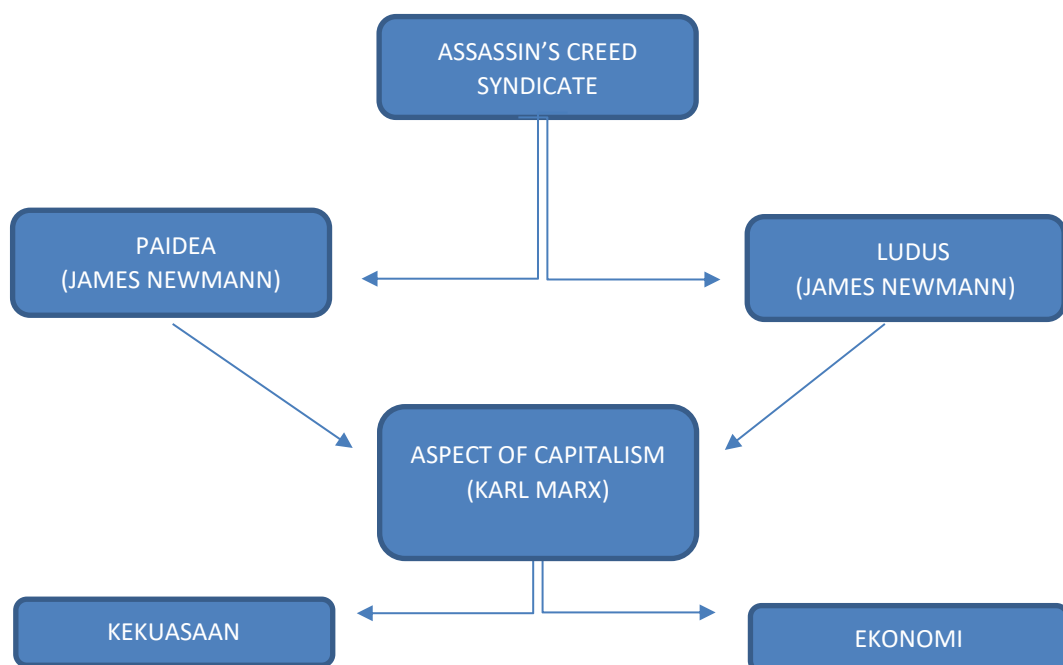 ASSASSIN’S CREED
SYNDICATE
PAIDEA
(JAMES NEWMANN)
LUDUS
(JAMES NEWMANN)
ASPECT OF CAPITALISM
(KARL MARX)
KEKUASAAN
EKONOMI